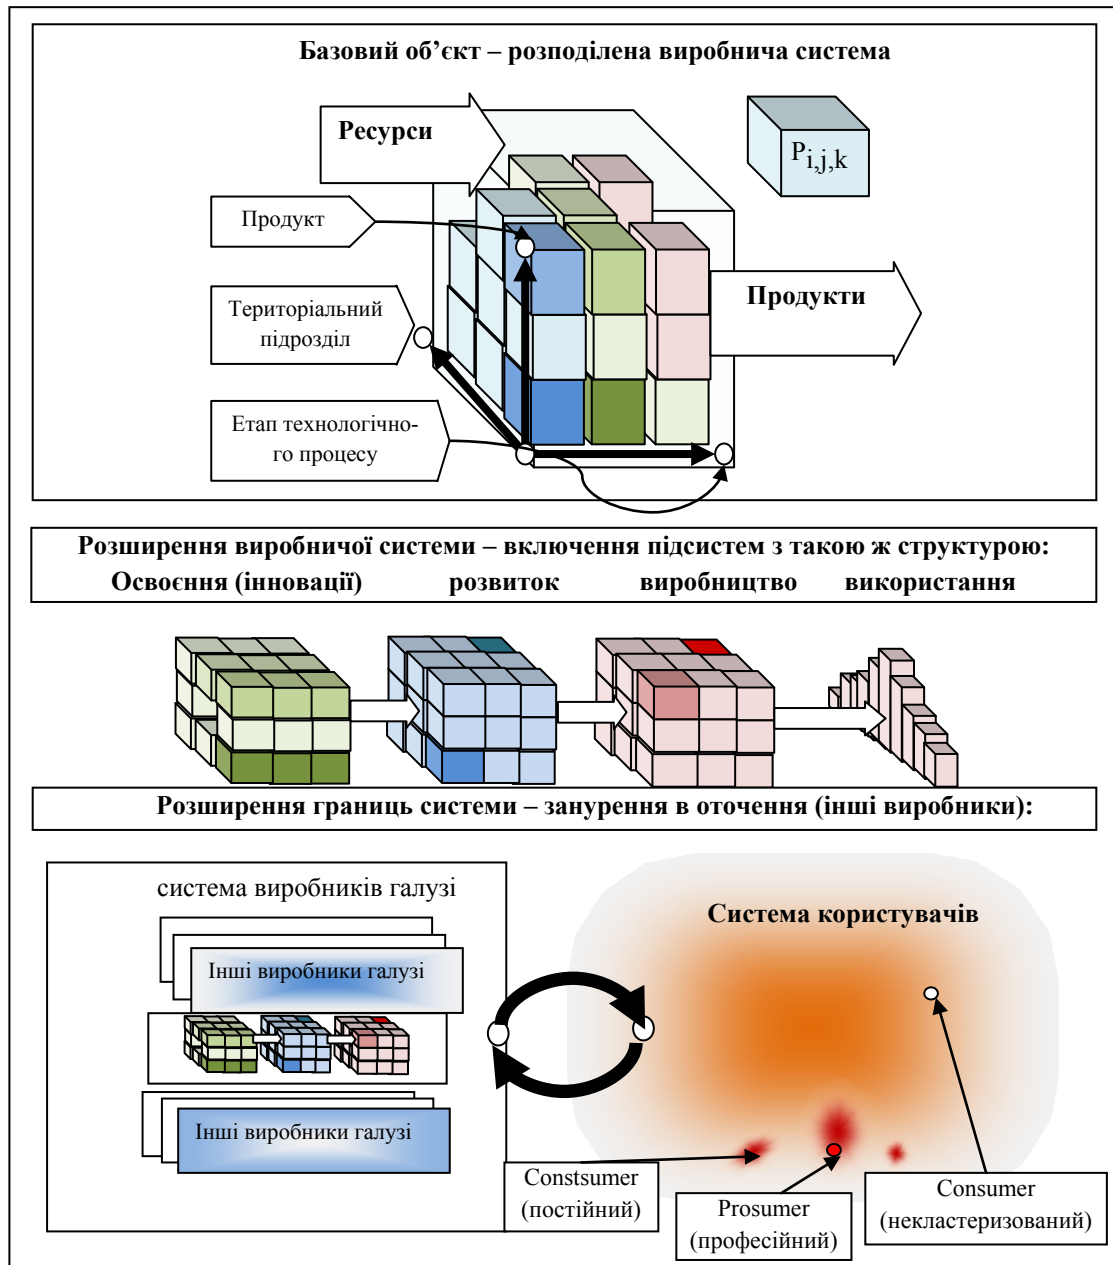 Базовий об’єкт – розподілена виробнича система
Ресурси
Pi,j,k
Продукт
Територіальний
підрозділ
Продукти
Етап технологічно-
го процесу
Розширення виробничої системи – включення підсистем з такою ж структурою:
Освоєння (інновації) розвиток виробництво використання
Розширення границь системи – занурення в оточення (інші виробники):
система виробників галузі
Інші виробники галузі
Інші виробники галузі
Система користувачів
Constsumer
(постійний)
Prosumer
(професійний)
Consumer
(некластеризований)